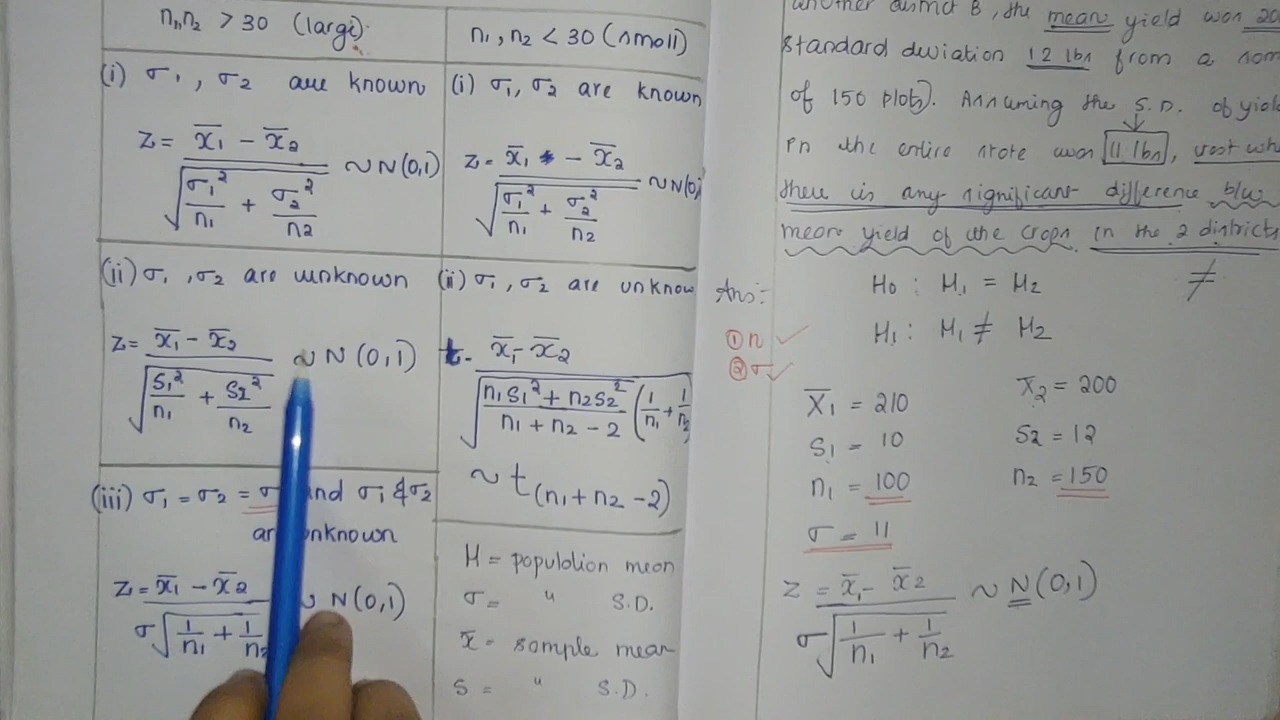 n₁,n₂ > 30 (large).
(i) σ₁ , σ₂ are known
Z = x̄₁ − x̄₂ / √(σ₁²/n₁ + σ₂²/n₂) ~ N(0,1)
(ii) σ₁ , σ₂ are unknown
Z = x̄₁ − x̄₂ / √(s₁²/n₁ + s₂²/n₂) ~ N(0,1)
(iii) σ₁ = σ₂ = σ and σ₁ & σ₂
are unknown
Z = x̄₁ − x̄₂ / σ√(1/n₁ + 1/n₂) ~ N(0,1)
n₁ , n₂ < 30 (small)
(i) σ₁, σ₂ are known
Z = x̄₁ − x̄₂ / √(σ₁²/n₁ + σ₂²/n₂) ~ N(0,
(ii) σ₁ , σ₂ are unknow
t = x̄₁ − x̄₂ / √((n₁s₁² + n₂s₂²)/(n₁ + n₂ − 2) (1/n₁ + 1/n₂))
~ t(n₁+n₂−2)
μ = population mean
σ = " S.D.
x̄ = sample mean
s = " S.D.
another district B, the mean yield was 20
standard deviation 12 lbs from a
of 150 plots). Assuming the S.D. of
in the entire state was 11 lbs,
there is any significant difference b/w
mean yield of the crops in the 2 districts
Ans:-
H₀ : μ₁ = μ₂
≠
H₁ : μ₁ ≠ μ₂
① n ✓
② σ ✓
X̄₁ = 210 x̄₂ = 200
S₁ = 10 S₂ = 12
n₁ = 100 n₂ = 150
σ = 11
Z = x̄₁ − x̄₂ / σ√(1/n₁ + 1/n₂) ~ N(0,1)